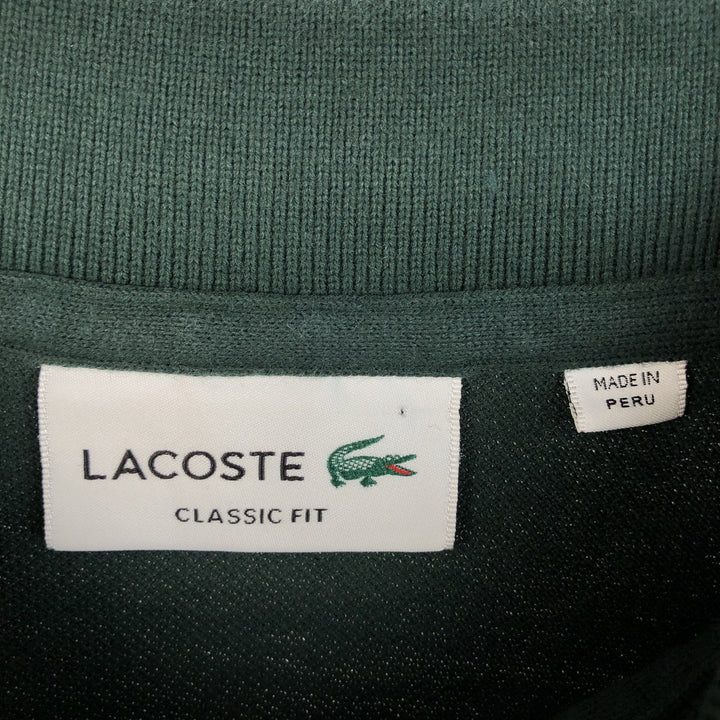 LACOSTE
CLASSIC FIT
MADE IN
PERU